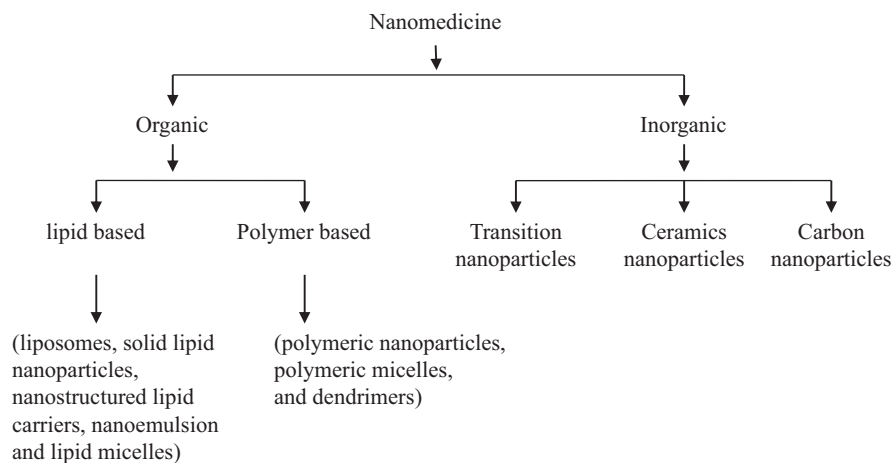 Nanomedicine
Organic
Inorganic
lipid based
Polymer based
Transition
nanoparticles
Ceramics
nanoparticles
Carbon
nanoparticles
(liposomes, solid lipid
nanoparticles,
nanostructured lipid
carriers, nanoemulsion
and lipid micelles)
(polymeric nanoparticles,
polymeric micelles,
and dendrimers)